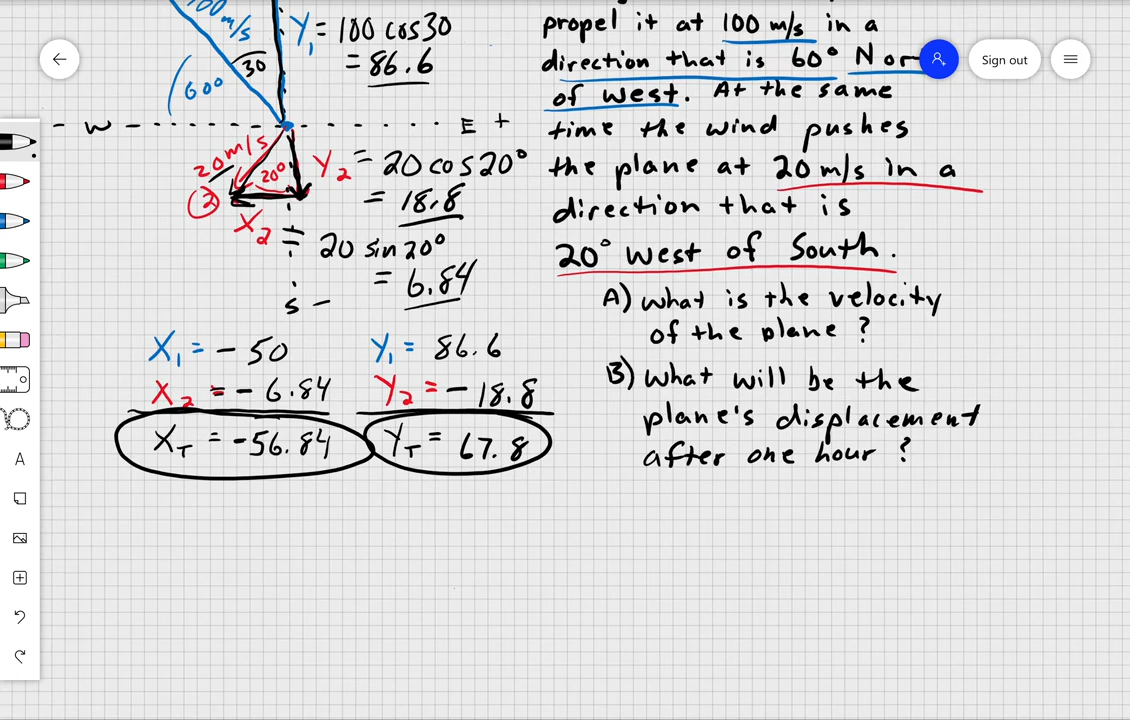 100 m/s
Y1 = 100 cos 30
= 86.6
30
60°
W
E +
20 m/s
20°
2
Y2 = 20 cos 20°
= 18.8
X2 =
20 sin 20°
= 6.84
S -
X1 = - 50
X2 = - 6.84
XT = -56.84
Y1 = 86.6
Y2 = - 18.8
YT = 67.8
propel it at 100 m/s in a
direction that is 60° Nor
of west. At the same
time the wind pushes
the plane at 20 m/s in a
direction that is
20° west of South.
A) what is the velocity
of the plane?
B) what will be the
plane's displacement
after one hour?
Sign out
A